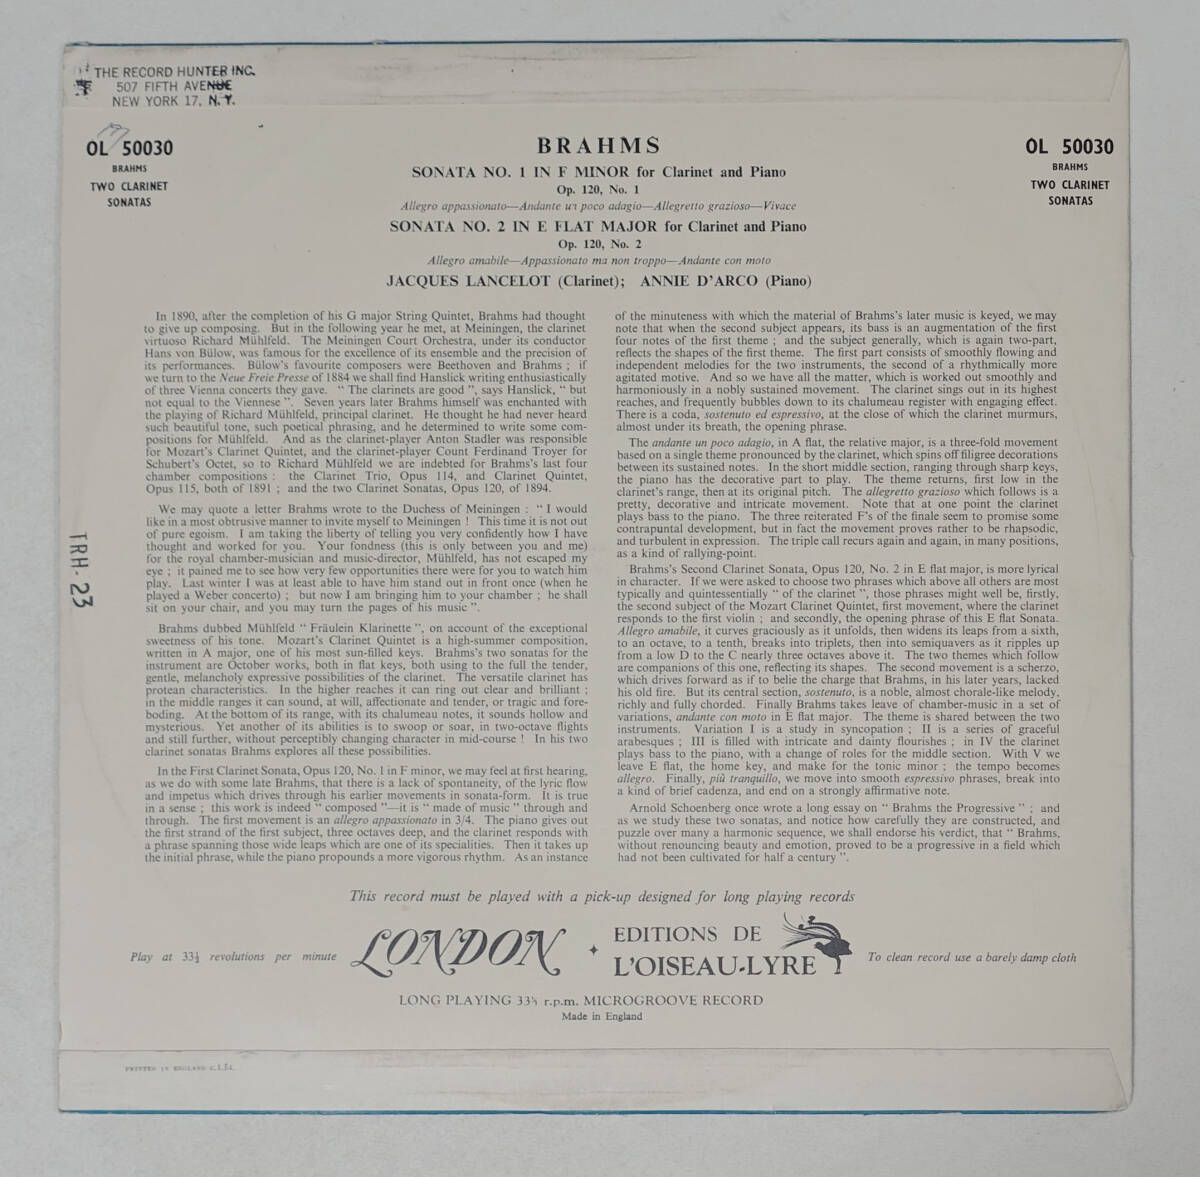 THE RECORD HUNTER INC.
507 FIFTH AVENUE
NEW YORK 17, N. Y.
OL 50030
BRAHMS
TWO CLARINET
SONATAS
BRAHMS
SONATA NO. 1 IN F MINOR for Clarinet and Piano
Op. 120, No. 1
Allegro appassionato—Andante un poco adagio—Allegretto grazioso—Vivace
SONATA NO. 2 IN E FLAT MAJOR for Clarinet and Piano
Op. 120, No. 2
Allegro amabile—Appassionato ma non troppo—Andante con moto
JACQUES LANCELOT (Clarinet); ANNIE D'ARCO (Piano)
OL 50030
BRAHMS
TWO CLARINET
SONATAS
In 1890, after the completion of his G major String Quintet, Brahms had thought
to give up composing. But in the following year he met, at Meiningen, the clarinet
virtuoso Richard Mühlfeld. The Meiningen Court Orchestra, under its conductor
Hans von Bülow, was famous for the excellence of its ensemble and the precision of
its performances. Bülow's favourite composers were Beethoven and Brahms ; if
we turn to the Neue Freie Presse of 1884 we shall find Hanslick writing enthusiastically
of three Vienna concerts they gave. “ The clarinets are good ”, says Hanslick, “ but
not equal to the Viennese ”. Seven years later Brahms himself was enchanted with
the playing of Richard Mühlfeld, principal clarinet. He thought he had never heard
such beautiful tone, such poetical phrasing, and he determined to write some com-
positions for Mühlfeld. And as the clarinet-player Anton Stadler was responsible
for Mozart's Clarinet Quintet, and the clarinet-player Count Ferdinand Troyer for
Schubert's Octet, so to Richard Mühlfeld we are indebted for Brahms's last four
chamber compositions : the Clarinet Trio, Opus 114, and Clarinet Quintet,
Opus 115, both of 1891 ; and the two Clarinet Sonatas, Opus 120, of 1894.
We may quote a letter Brahms wrote to the Duchess of Meiningen : “ I would
like in a most obtrusive manner to invite myself to Meiningen ! This time it is not out
of pure egoism. I am taking the liberty of telling you very confidently how I have
thought and worked for you. Your fondness (this is only between you and me)
for the royal chamber-musician and music-director, Mühlfeld, has not escaped my
eye ; it pained me to see how very few opportunities there were for you to watch him
play. Last winter I was at least able to have him stand out in front once (when he
played a Weber concerto) ; but now I am bringing him to your chamber ; he shall
sit on your chair, and you may turn the pages of his music ”.
Brahms dubbed Mühlfeld “ Fräulein Klarinette ”, on account of the exceptional
sweetness of his tone. Mozart's Clarinet Quintet is a high-summer composition,
written in A major, one of his most sun-filled keys. Brahms's two sonatas for the
instrument are October works, both in flat keys, both using to the full the tender,
gentle, melancholy expressive possibilities of the clarinet. The versatile clarinet has
protean characteristics. In the higher reaches it can ring out clear and brilliant ;
in the middle ranges it can sound, at will, affectionate and tender, or tragic and fore-
boding. At the bottom of its range, with its chalumeau notes, it sounds hollow and
mysterious. Yet another of its abilities is to swoop or soar, in two-octave flights
and still further, without perceptibly changing character in mid-course ! In his two
clarinet sonatas Brahms explores all these possibilities.
In the First Clarinet Sonata, Opus 120, No. 1 in F minor, we may feel at first hearing,
as we do with some late Brahms, that there is a lack of spontaneity, of the lyric flow
and impetus which drives through his earlier movements in sonata-form. It is true
in a sense ; this work is indeed “ composed ”—it is “ made of music ” through and
through. The first movement is an allegro appassionato in 3/4. The piano gives out
the first strand of the first subject, three octaves deep, and the clarinet responds with
a phrase spanning those wide leaps which are one of its specialities. Then it takes up
the initial phrase, while the piano propounds a more vigorous rhythm. As an instance
of the minuteness with which the material of Brahms's later music is keyed, we may
note that when the second subject appears, its bass is an augmentation of the first
four notes of the first theme ; and the subject generally, which is again two-part,
reflects the shapes of the first theme. The first part consists of smoothly flowing and
independent melodies for the two instruments, the second of a rhythmically more
agitated motive. And so we have all the matter, which is worked out smoothly and
harmoniously in a nobly sustained movement. The clarinet sings out in its highest
reaches, and frequently bubbles down to its chalumeau register with engaging effect.
There is a coda, sostenuto ed espressivo, at the close of which the clarinet murmurs,
almost under its breath, the opening phrase.
The andante un poco adagio, in A flat, the relative major, is a three-fold movement
based on a single theme pronounced by the clarinet, which spins off filigree decorations
between its sustained notes. In the short middle section, ranging through sharp keys,
the piano has the decorative part to play. The theme returns, first low in the
clarinet's range, then at its original pitch. The allegretto grazioso which follows is a
pretty, decorative and intricate movement. Note that at one point the clarinet
plays bass to the piano. The three reiterated F's of the finale seem to promise some
contrapuntal development, but in fact the movement proves rather to be rhapsodic,
and turbulent in expression. The triple call recurs again and again, in many positions,
as a kind of rallying-point.
Brahms's Second Clarinet Sonata, Opus 120, No. 2 in E flat major, is more lyrical
in character. If we were asked to choose two phrases which above all others are most
typically and quintessentially “ of the clarinet ”, those phrases might well be, firstly,
the second subject of the Mozart Clarinet Quintet, first movement, where the clarinet
responds to the first violin ; and secondly, the opening phrase of this E flat Sonata.
Allegro amabile, it curves graciously as it unfolds, then widens its leaps from a sixth,
to an octave, to a tenth, breaks into triplets, then into semiquavers as it ripples up
from a low D to the C nearly three octaves above it. The two themes which follow
are companions of this one, reflecting its shapes. The second movement is a scherzo,
which drives forward as if to belie the charge that Brahms, in his later years, lacked
his old fire. But its central section, sostenuto, is a noble, almost chorale-like melody,
richly and fully chorded. Finally Brahms takes leave of chamber-music in a set of
variations, andante con moto in E flat major. The theme is shared between the two
instruments. Variation I is a study in syncopation ; II is a series of graceful
arabesques ; III is filled with intricate and dainty flourishes ; in IV the clarinet
plays bass to the piano, with a change of roles for the middle section. With V we
leave E flat, the home key, and make for the tonic minor ; the tempo becomes
allegro. Finally, più tranquillo, we move into smooth espressivo phrases, break into
a kind of brief cadenza, and end on a strongly affirmative note.
Arnold Schoenberg once wrote a long essay on “ Brahms the Progressive ” ; and
as we study these two sonatas, and notice how carefully they are constructed, and
puzzle over many a harmonic sequence, we shall endorse his verdict, that “ Brahms,
without renouncing beauty and emotion, proved to be a progressive in a field which
had not been cultivated for half a century ”.
TRH-23
This record must be played with a pick-up designed for long playing records
Play at 33⅓ revolutions per minute
LONDON
EDITIONS DE
L'OISEAU-LYRE
To clean record use a barely damp cloth
LONG PLAYING 33⅓ r.p.m. MICROGROOVE RECORD
Made in England
PRINTED IN ENGLAND C.1.54.